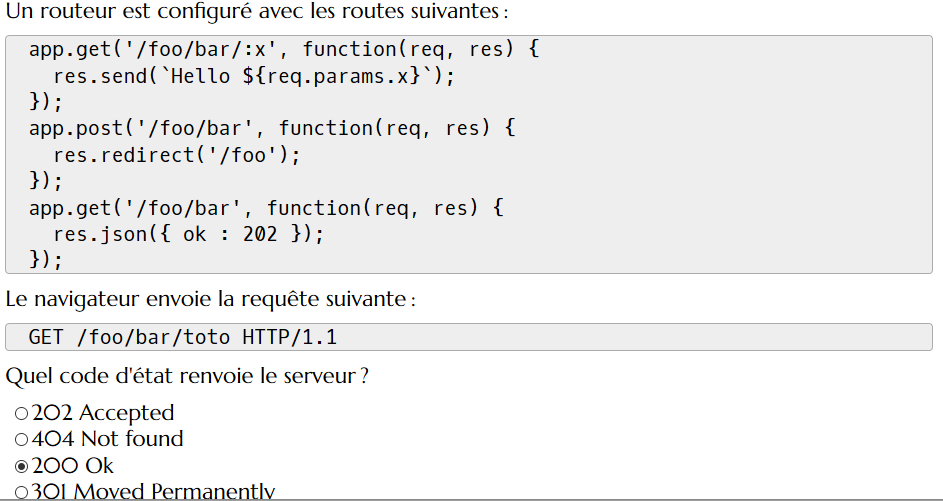 Un routeur est configuré avec les routes suivantes :
app.get('/foo/bar/:x', function(req, res) {
  res.send(`Hello ${req.params.x}`);
});
app.post('/foo/bar', function(req, res) {
  res.redirect('/foo');
});
app.get('/foo/bar', function(req, res) {
  res.json({ ok : 202 });
});
Le navigateur envoie la requête suivante :
GET /foo/bar/toto HTTP/1.1
Quel code d'état renvoie le serveur ?
202 Accepted
404 Not found
200 Ok
301 Moved Permanently